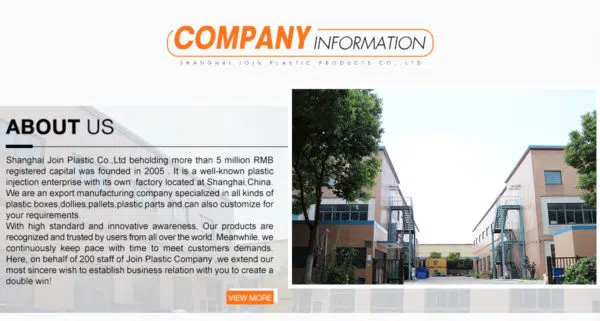 COMPANY INFORMATION
SHANGHAI JOIN PLASTIC PRODUCTS CO.,LTD
ABOUT US
Shanghai Join Plastic Co.,Ltd beholding more than 5 million RMB
registered capital was founded in 2005 . It is a well-known plastic
injection enterprise with its own factory located at Shanghai,China.
We are an export manufacturing company specialized in all kinds of
plastic boxes,dollies,pallets,plastic parts and can also customize for
your requirements.
With high standard and innovative awareness, Our products are
recognized and trusted by users from all over the world. Meanwhile, we
continuously keep pace with time to meet customers demands.
Here, on behalf of 200 staff of Join Plastic Company ,we extend our
most sincere wish to establish business relation with you to create a
double win!
VIEW MORE